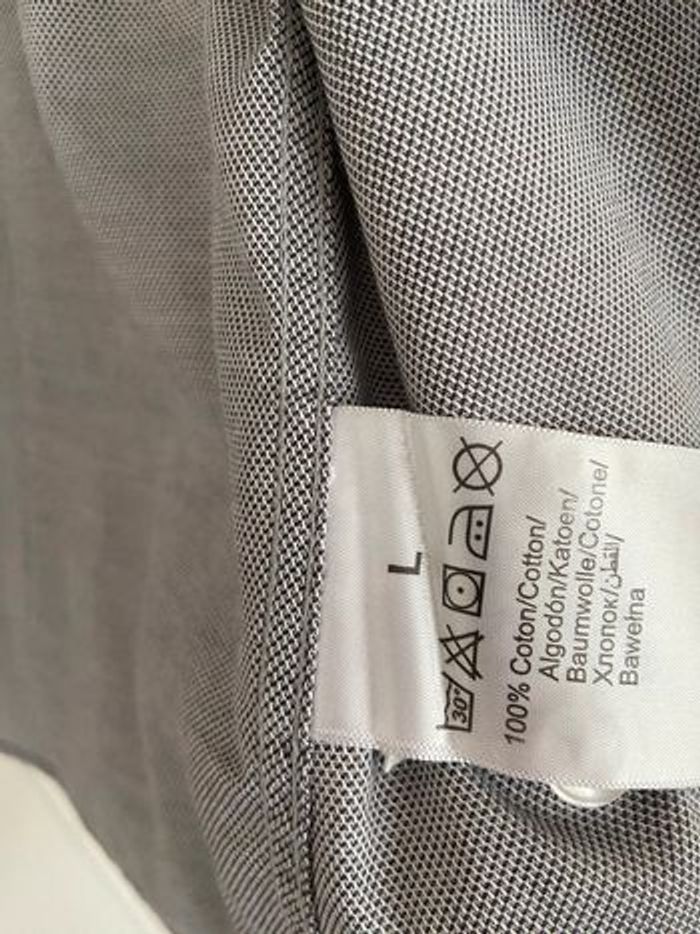 L
30°
100% Coton/Cotton/
Algodón/Katoen/
Baumwolle/Cotone/
Хлопок/القطن/
Bawełna